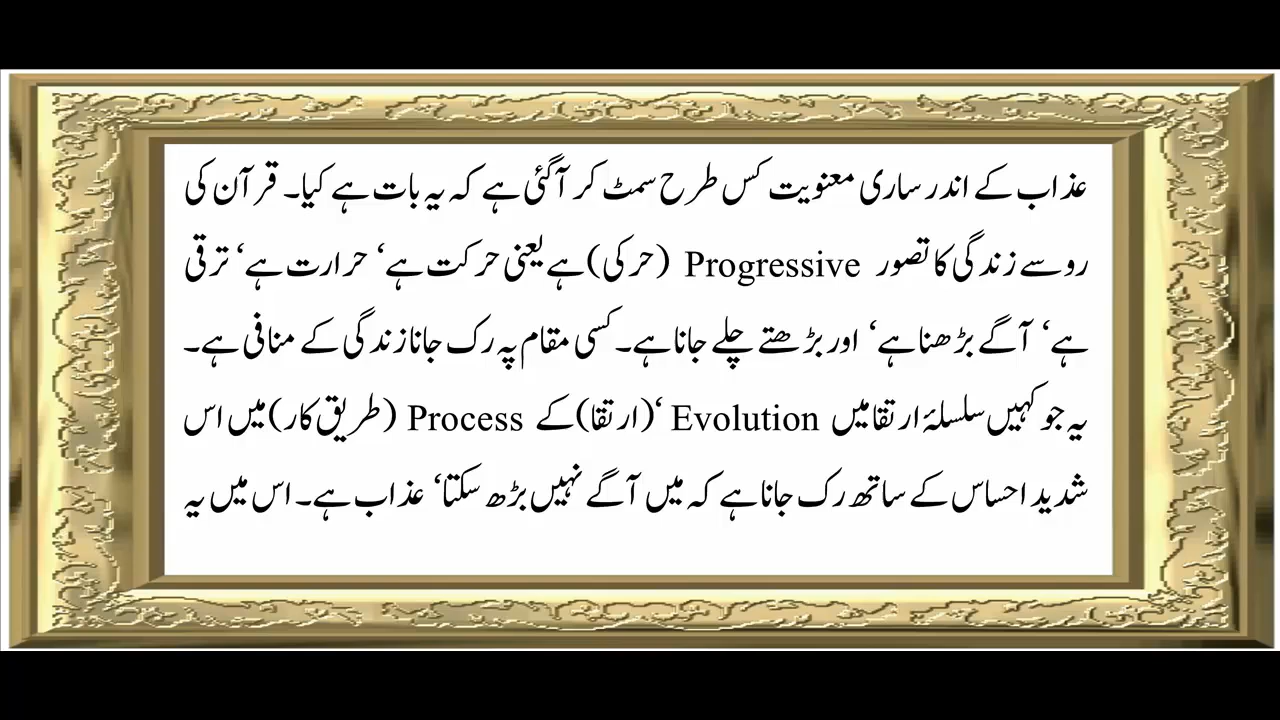 عذاب کے اندر ساری معنویت کس طرح سمٹ کر آگئی ہے کہ یہ بات ہے کیا۔ قرآن کی
رو سے زندگی کا تصور Progressive (حرکی) ہے یعنی حرکت ہے‘ حرارت ہے‘ ترقی
ہے‘ آگے بڑھنا ہے‘ اور بڑھتے چلے جانا ہے۔ کسی مقام پہ رک جانا زندگی کے منافی ہے۔
یہ جو کہیں سلسلۂ ارتقا میں Evolution ‘(ارتقا) کے Process (طریق کار) میں اس
شدید احساس کے ساتھ رک جانا ہے کہ میں آگے نہیں بڑھ سکتا‘ عذاب ہے۔ اس میں یہ